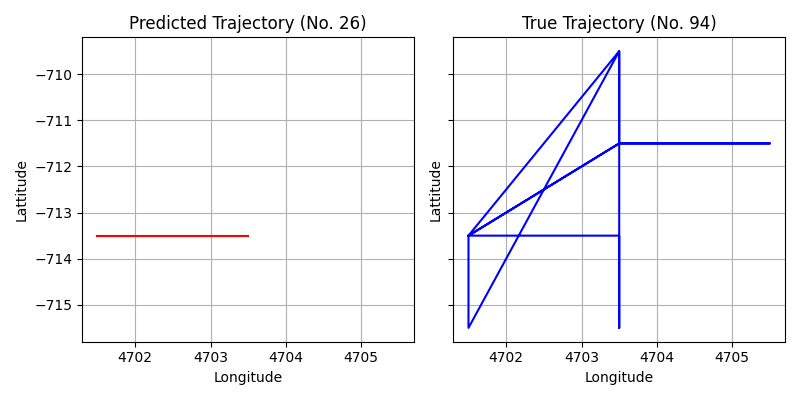 Predicted Trajectory (No. 26)
True Trajectory (No. 94)
Lattitude
−710
−711
−712
−713
−714
−715
4702
4703
4704
4705
Longitude
Lattitude
4702
4703
4704
4705
Longitude